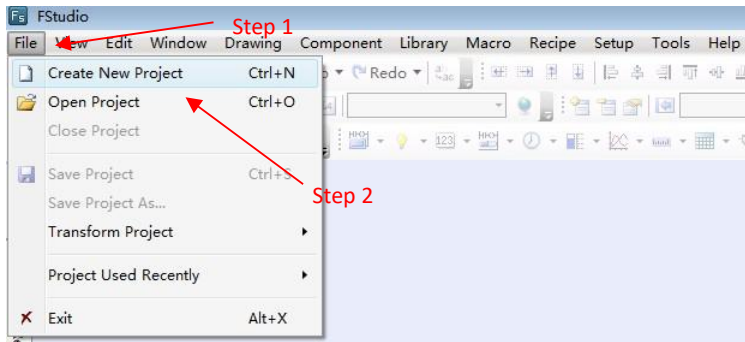 Fs FStudio
Step 1
File View Edit Window Drawing Component Library Macro Recipe Setup Tools Help
Create New Project Ctrl+N
Redo
Open Project Ctrl+O
Close Project
Save Project Ctrl+S
Step 2
Save Project As...
Transform Project
Project Used Recently
Exit Alt+X